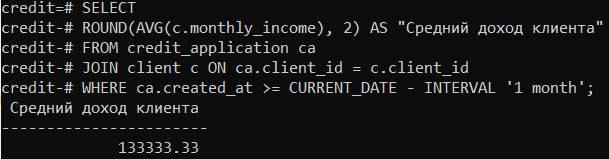 credit=# SELECT
credit-# ROUND(AVG(c.monthly_income), 2) AS "Средний доход клиента"
credit-# FROM credit_application ca
credit-# JOIN client c ON ca.client_id = c.client_id
credit-# WHERE ca.created_at >= CURRENT_DATE - INTERVAL '1 month';
Средний доход клиента
-----------------------
133333.33